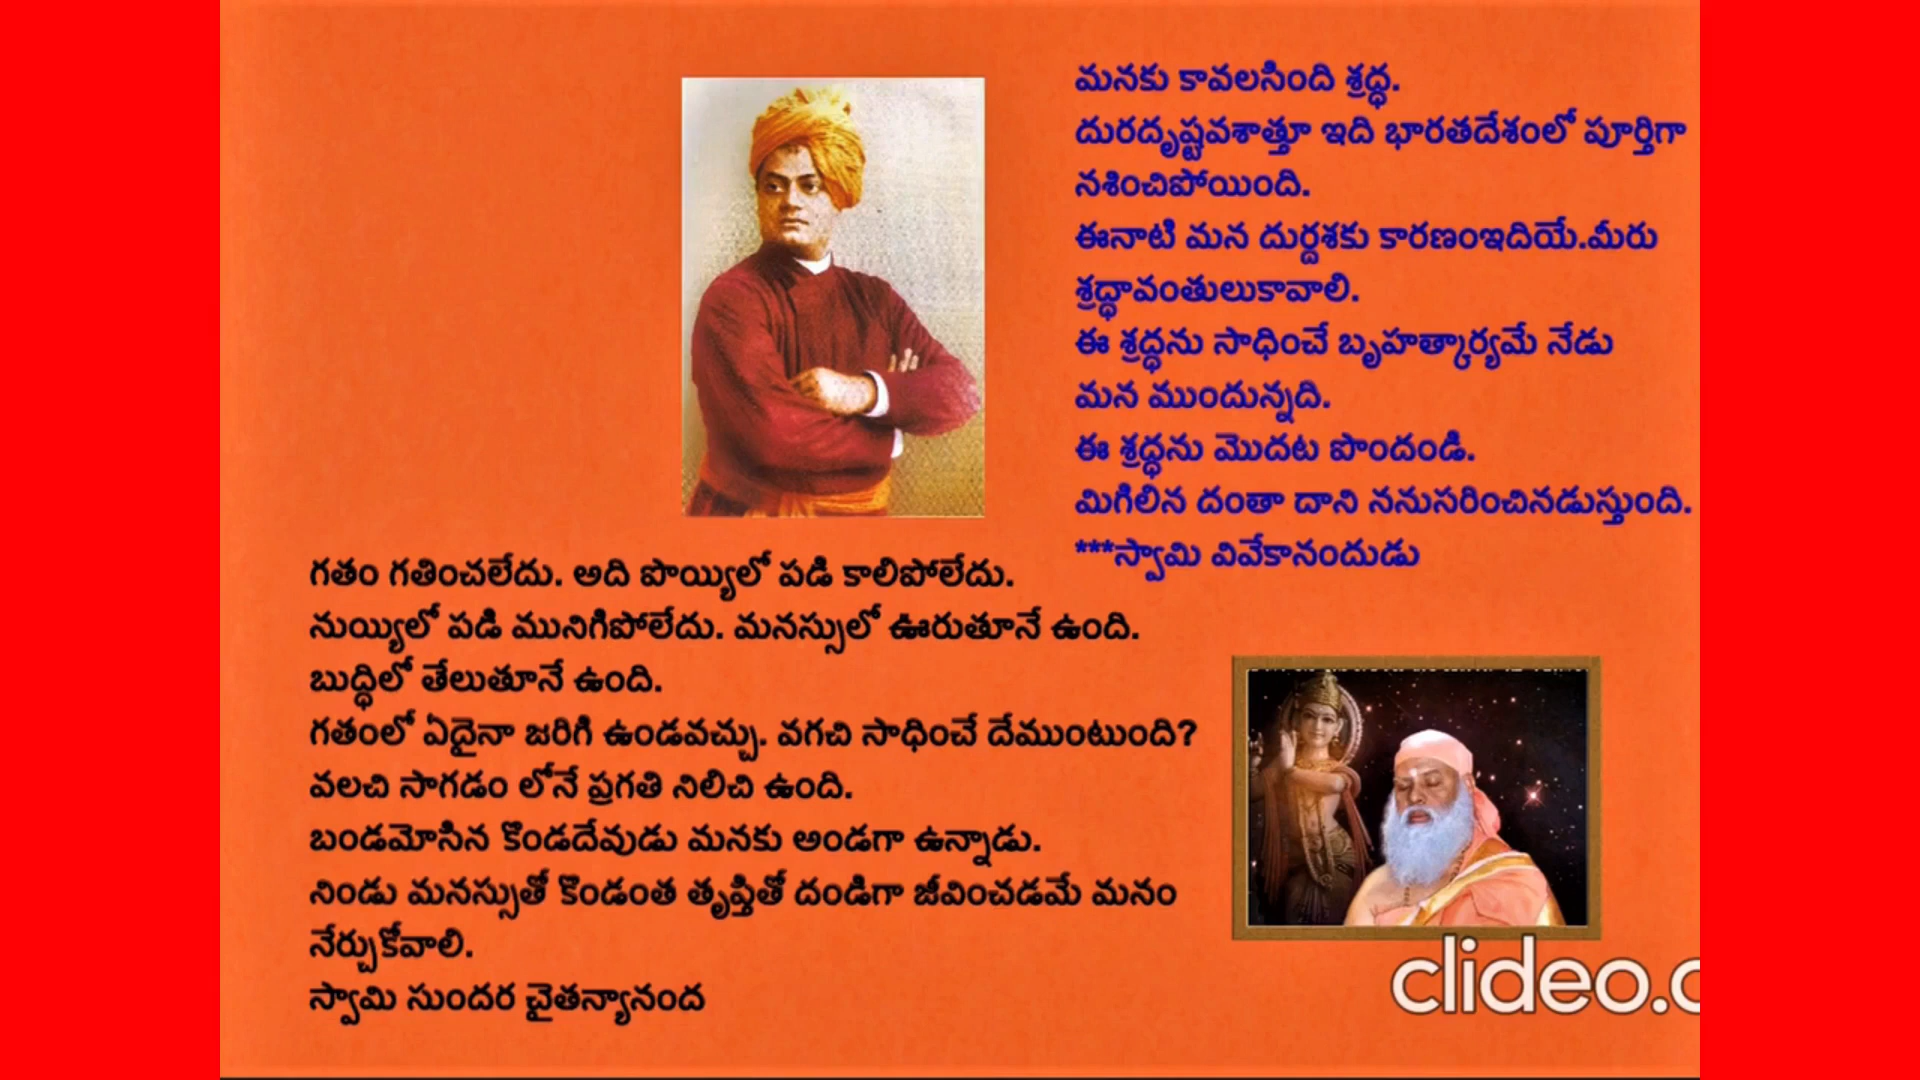 మనకు కావలసింది శ్రద్ధ.
దురదృష్టవశాత్తూ ఇది భారతదేశంలో పూర్తిగా
నశించిపోయింది.
ఈనాటి మన దుర్దశకు కారణంఇదియే.మీరు
శ్రద్ధావంతులుకావాలి.
ఈ శ్రద్ధను సాధించే బృహత్కార్యమే నేడు
మన ముందున్నది.
ఈ శ్రద్ధను మొదట పొందండి.
మిగిలిన దంతా దాని ననుసరించినడుస్తుంది.
***స్వామి వివేకానందుడు
గతం గతించలేదు. అది పొయ్యిలో పడి కాలిపోలేదు.
నుయ్యిలో పడి మునిగిపోలేదు. మనస్సులో ఊరుతూనే ఉంది.
బుద్ధిలో తేలుతూనే ఉంది.
గతంలో ఏదైనా జరిగి ఉండవచ్చు. వగచి సాధించే దేముంటుంది?
వలచి సాగడం లోనే ప్రగతి నిలిచి ఉంది.
బండమోసిన కొండదేవుడు మనకు అండగా ఉన్నాడు.
నిండు మనస్సుతో కొండంత తృప్తితో దండిగా జీవించడమే మనం
నేర్చుకోవాలి.
స్వామి సుందర చైతన్యానంద
clideo.c